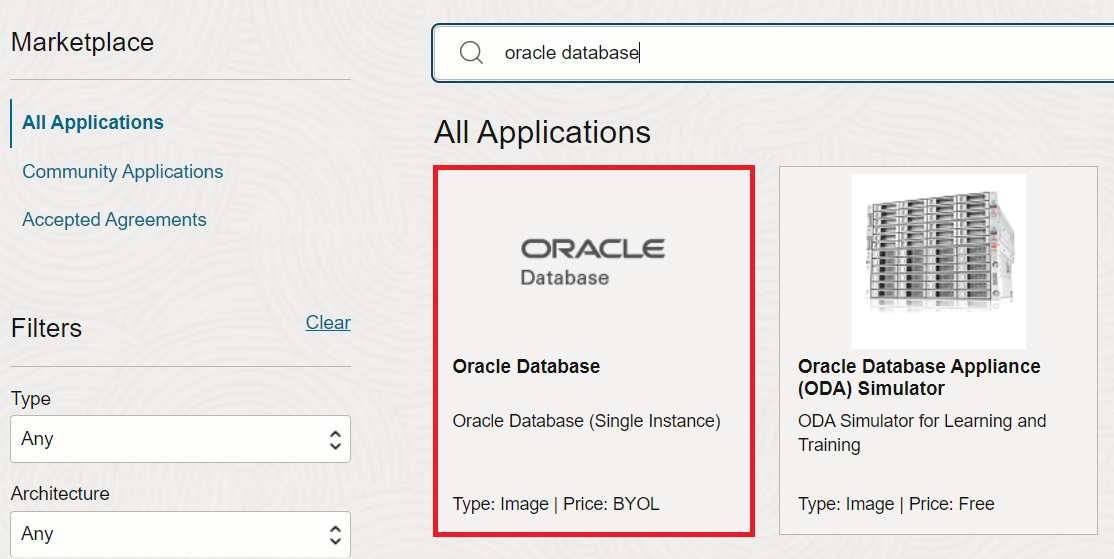 Marketplace
All Applications
Community Applications
Accepted Agreements
Filters
Clear
Type
Any
Architecture
Any
oracle database
All Applications
ORACLE
Database
Oracle Database
Oracle Database (Single Instance)
Type: Image | Price: BYOL
Oracle Database Appliance
(ODA) Simulator
ODA Simulator for Learning and
Training
Type: Image | Price: Free